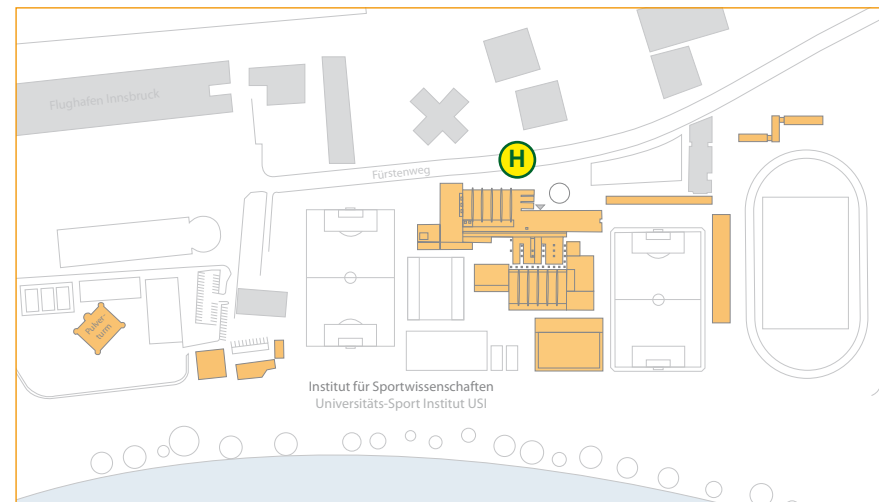 Flughafen Innsbruck
H
Fürstenweg
Pulver-
turm
Institut für Sportwissenschaften
Universitäts-Sport Institut USI